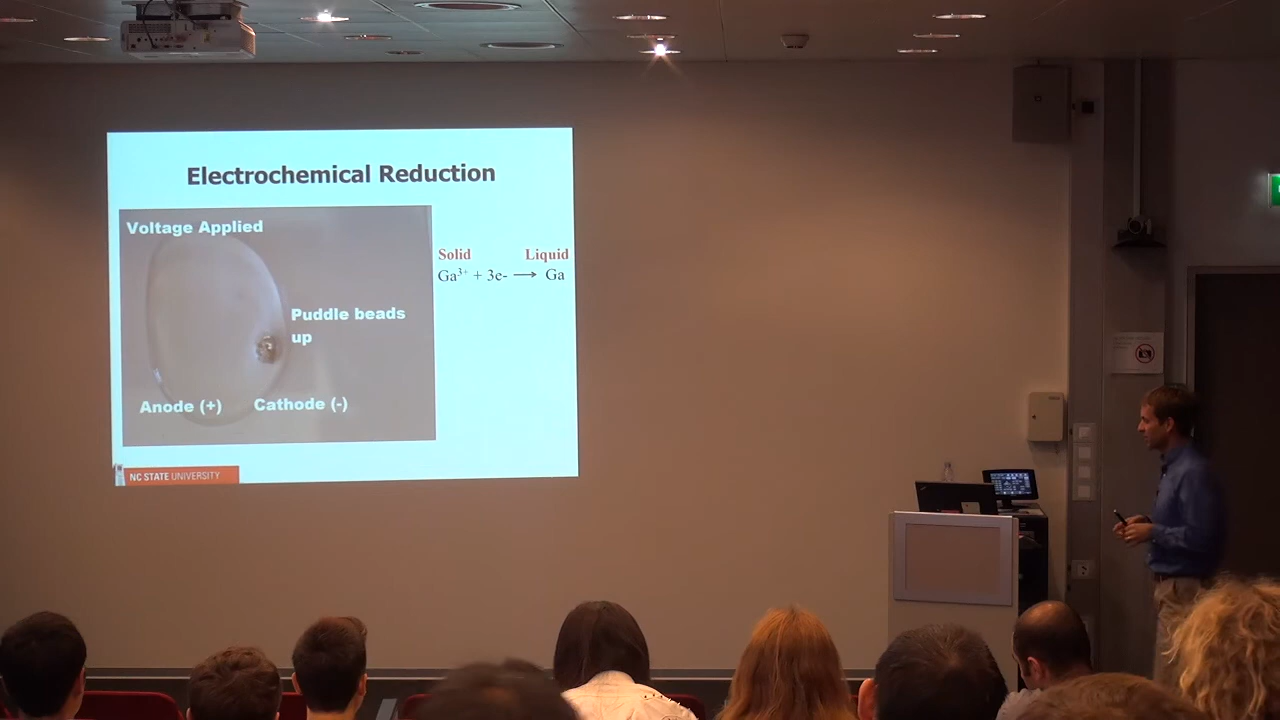 Electrochemical Reduction
Voltage Applied
Puddle beads
up
Anode (+) Cathode (-)
Solid Liquid
Ga³⁺ + 3e- ⟶ Ga
NC STATE UNIVERSITY